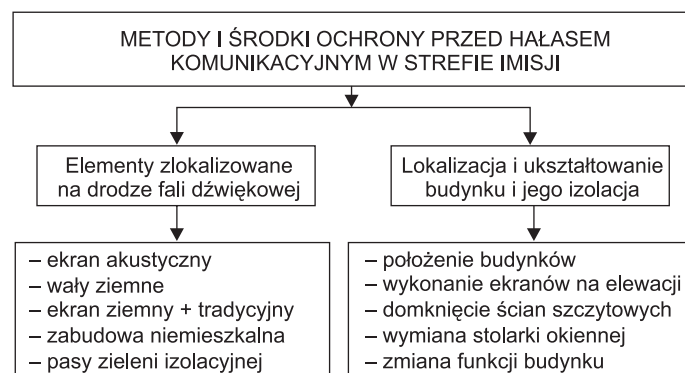 METODY I ŚRODKI OCHRONY PRZED HAŁASEM
KOMUNIKACYJNYM W STREFIE IMISJI
Elementy zlokalizowane
na drodze fali dźwiękowej
Lokalizacja i ukształtowanie
budynku i jego izolacja
– ekran akustyczny
– wały ziemne
– ekran ziemny + tradycyjny
– zabudowa niemieszkalna
– pasy zieleni izolacyjnej
– położenie budynków
– wykonanie ekranów na elewacji
– domknięcie ścian szczytowych
– wymiana stolarki okiennej
– zmiana funkcji budynku